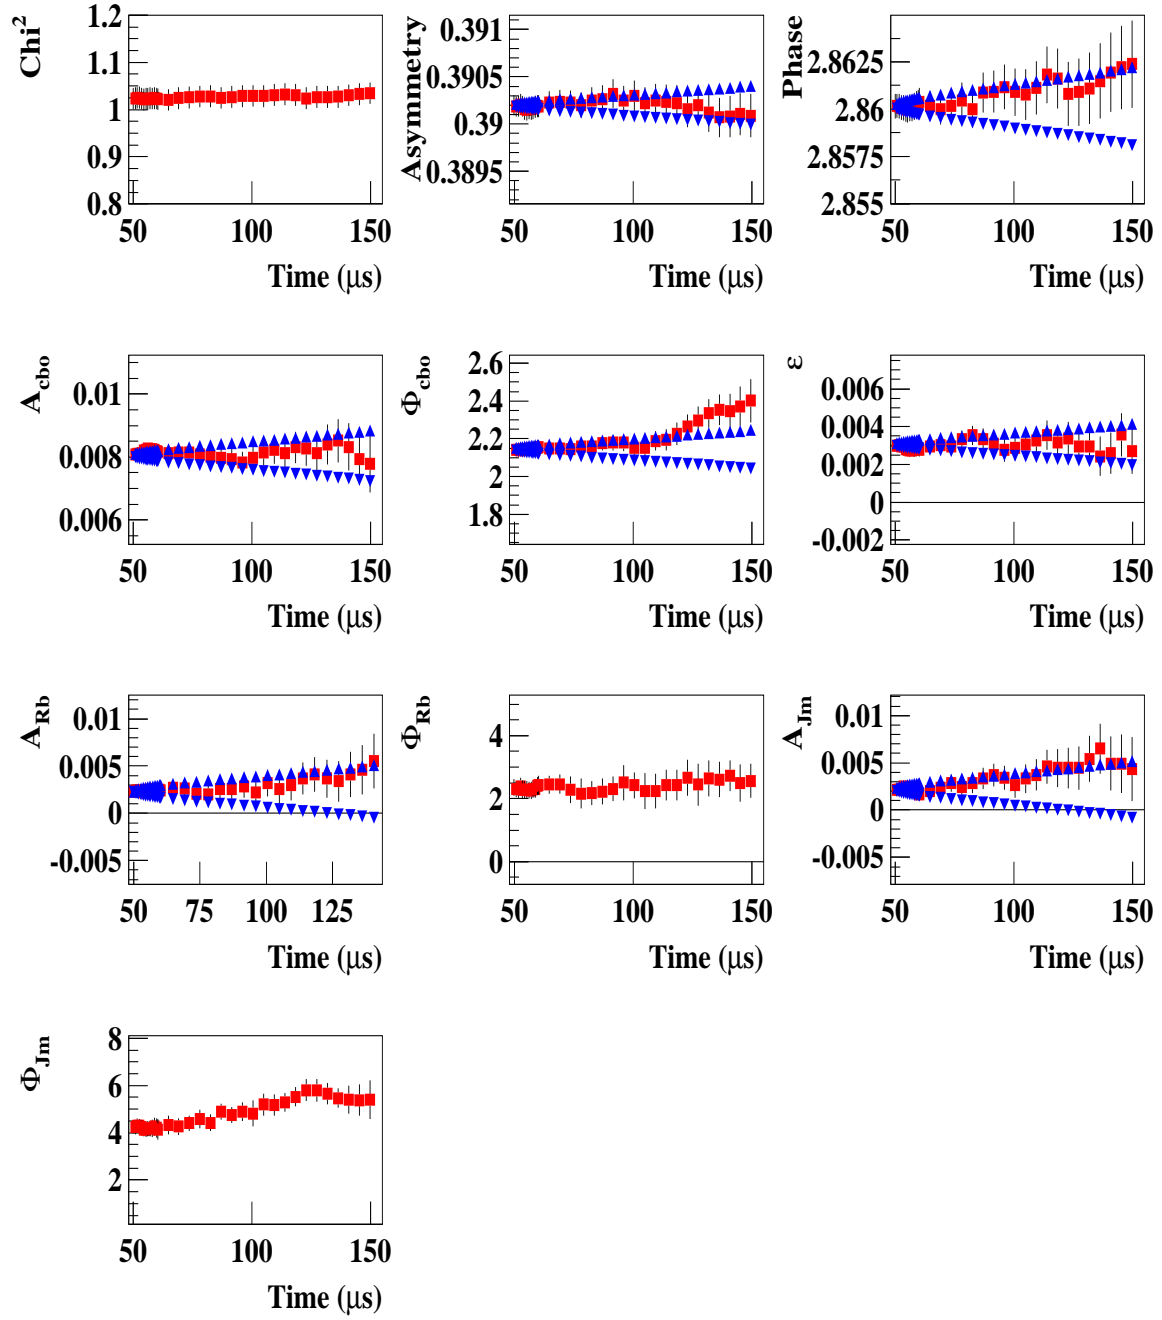 Chi²
1.2
1.1
1
0.9
0.8
50 100 150
Time (μs)
Asymmetry
0.391
0.3905
0.39
0.3895
50 100 150
Time (μs)
Phase
2.8625
2.86
2.8575
2.855
50 100 150
Time (μs)
A_cbo
0.01
0.008
0.006
50 100 150
Time (μs)
Φ_cbo
2.6
2.4
2.2
2
1.8
50 100 150
Time (μs)
ε
0.006
0.004
0.002
0
-0.002
50 100 150
Time (μs)
A_Rb
0.01
0.005
0
-0.005
50 75 100 125
Time (μs)
Φ_Rb
4
2
0
50 100 150
Time (μs)
A_Jm
0.01
0.005
0
-0.005
50 100 150
Time (μs)
Φ_Jm
8
6
4
2
50 100 150
Time (μs)